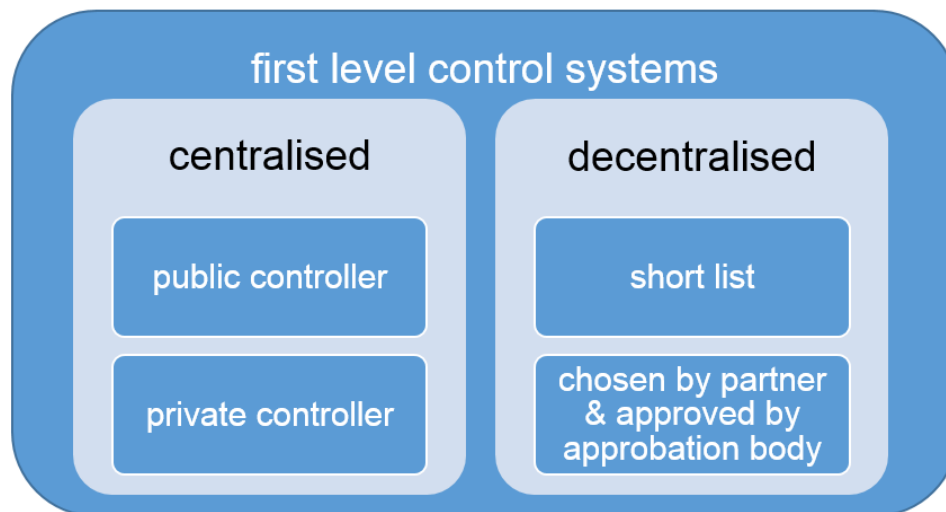 first level control systems
centralised
public controller
private controller
decentralised
short list
chosen by partner
& approved by
approbation body